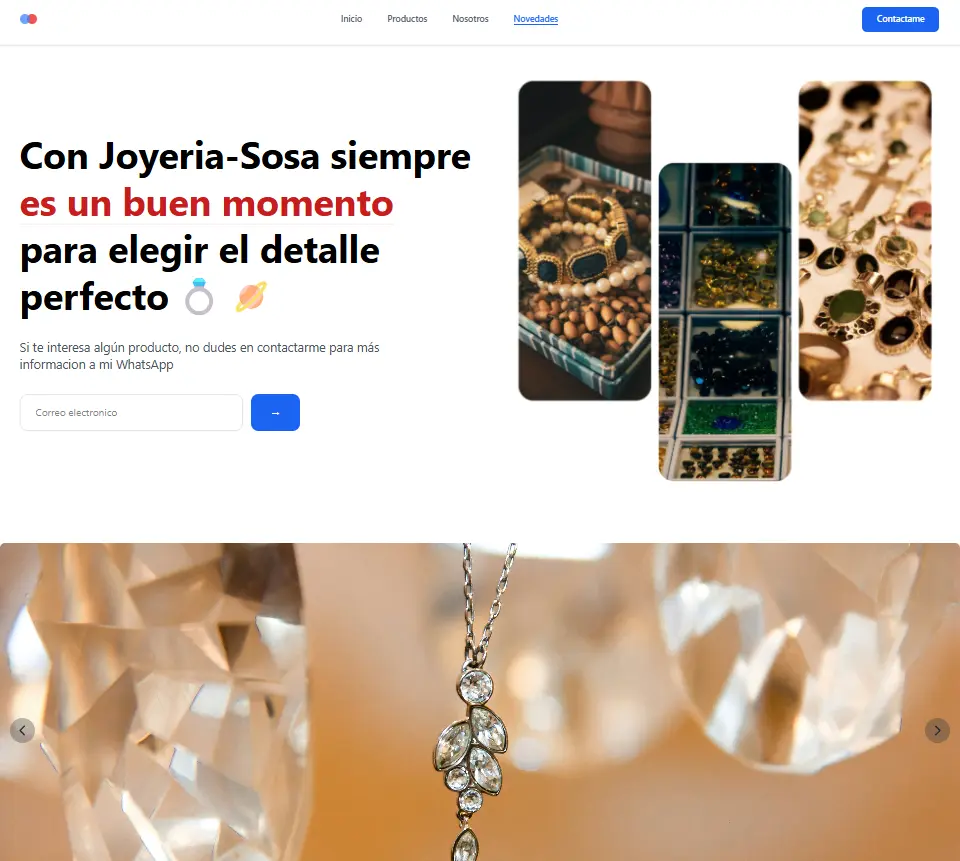 Inicio Productos Nosotros Novedades Contactame
Con Joyeria-Sosa siempre
es un buen momento
para elegir el detalle
perfecto 💍 🪐
Si te interesa algún producto, no dudes en contactarme para más
informacion a mi WhatsApp
Correo electronico →